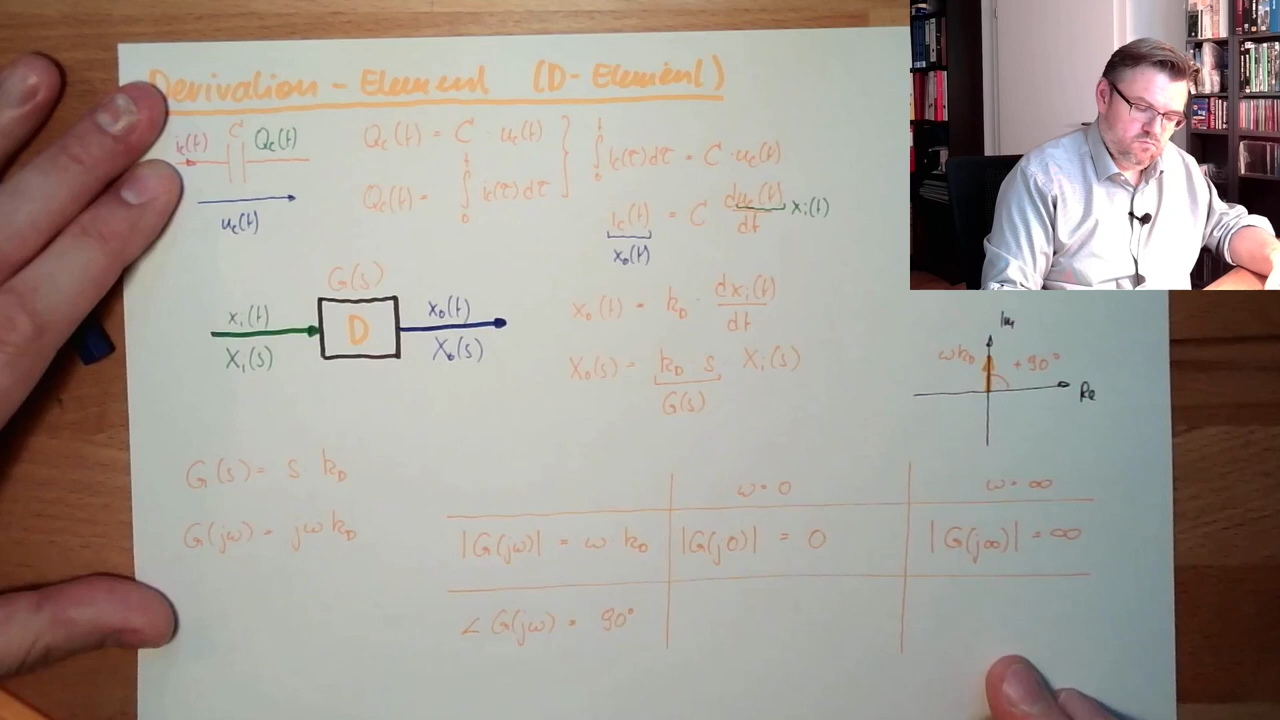 Derivation - Element (D-Element)
i_c(t) C Q_c(t)
u_c(t)
Q_c(t) = C · u_c(t)
Q_c(t) = ∫_0^t i_c(τ) dτ
∫_0^t i_c(τ) dτ = C · u_c(t)
i_c(t) = C du_c(t)/dt x_i(t)
x_o(t)
G(s)
x_i(t) D x_o(t)
X_i(s) X_o(s)
x_o(t) = k_D · dx_i(t)/dt
X_o(s) = k_D s X_i(s)
G(s)
Im
ωk_D +90°
Re
G(s) = s k_D
G(jω) = jω k_D
ω = 0 ω = ∞
|G(jω)| = ω k_D |G(j0)| = 0 |G(j∞)| = ∞
∠ G(jω) = 90°